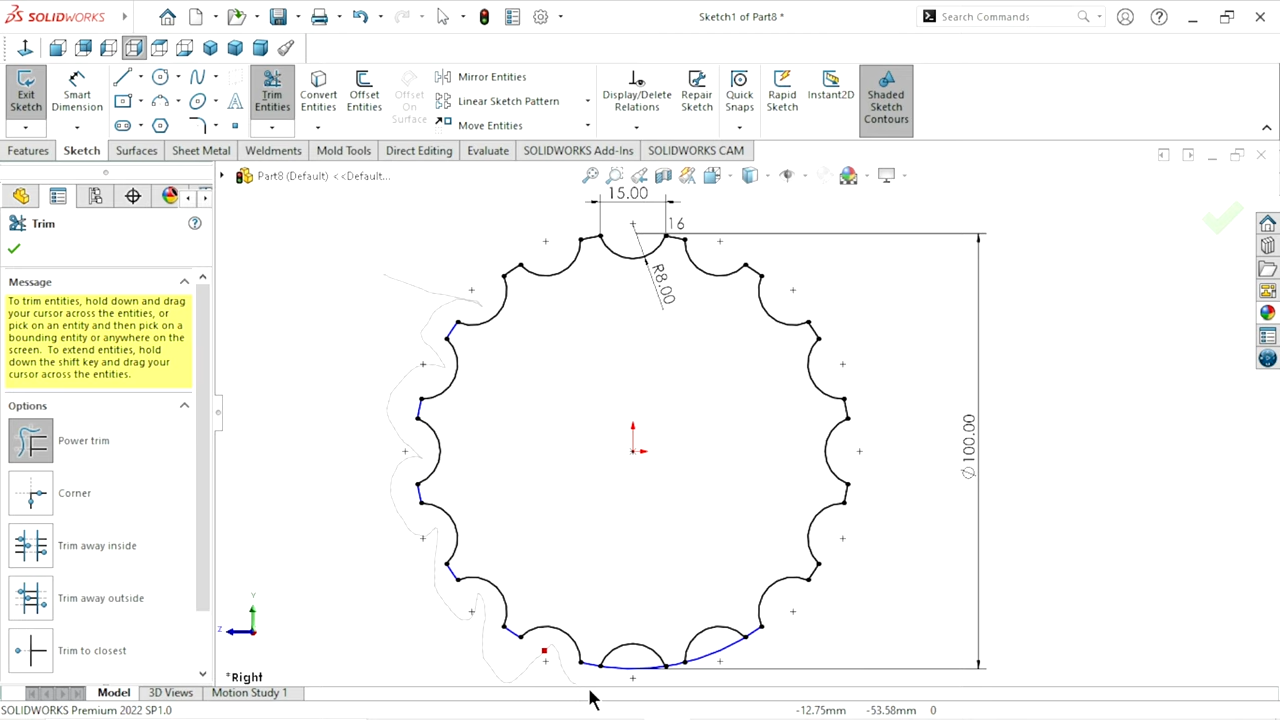 SOLIDWORKS
Sketch1 of Part8 *
Search Commands
Exit Sketch
Smart Dimension
Trim Entities
Convert Entities
Offset Entities
Offset On Surface
Mirror Entities
Linear Sketch Pattern
Move Entities
Display/Delete Relations
Repair Sketch
Quick Snaps
Rapid Sketch
Instant2D
Shaded Sketch Contours
Features
Sketch
Surfaces
Sheet Metal
Weldments
Mold Tools
Direct Editing
Evaluate
SOLIDWORKS Add-Ins
SOLIDWORKS CAM
Part8 (Default) <<Default...
Trim
Message
To trim entities, hold down and drag
your cursor across the entities, or
pick on an entity and then pick on a
bounding entity or anywhere on the
screen. To extend entities, hold
down the shift key and drag your
cursor across the entities.
Options
Power trim
Corner
Trim away inside
Trim away outside
Trim to closest
15.00
16
R8.00
∅100.00
Y
Z
*Right
Model
3D Views
Motion Study 1
SOLIDWORKS Premium 2022 SP1.0
-12.75mm
-53.58mm
0